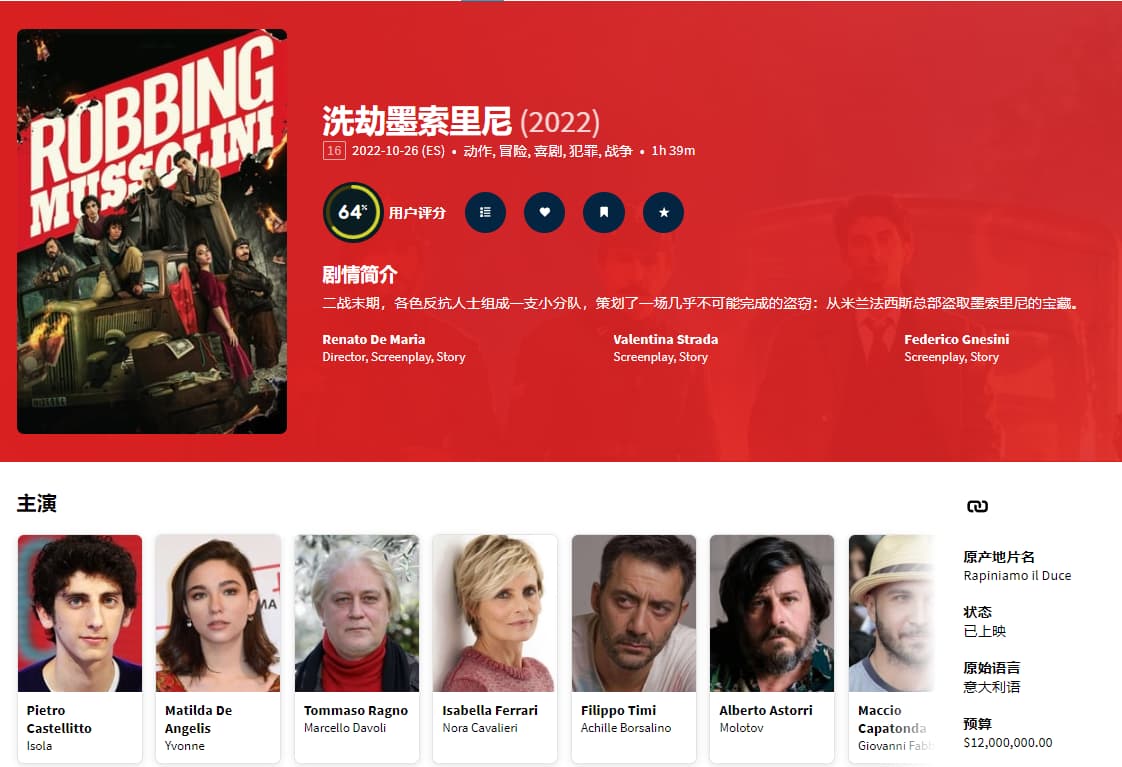 ROBBING
MUSSOLINI
洗劫墨索里尼 (2022)
16 2022-10-26 (ES) • 动作, 冒险, 喜剧, 犯罪, 战争 • 1h 39m
64% 用户评分
剧情简介
二战末期，各色反抗人士组成一支小分队，策划了一场几乎不可能完成的盗窃：从米兰法西斯总部盗取墨索里尼的宝藏。
Renato De Maria
Director, Screenplay, Story
Valentina Strada
Screenplay, Story
Federico Gnesini
Screenplay, Story
主演
Pietro
Castellitto
Isola
Matilda De
Angelis
Yvonne
Tommaso Ragno
Marcello Davoli
Isabella Ferrari
Nora Cavalieri
Filippo Timi
Achille Borsalino
Alberto Astorri
Molotov
Maccio
Capatonda
Giovanni Fabb
原产地片名
Rapiniamo il Duce
状态
已上映
原始语言
意大利语
预算
$12,000,000.00